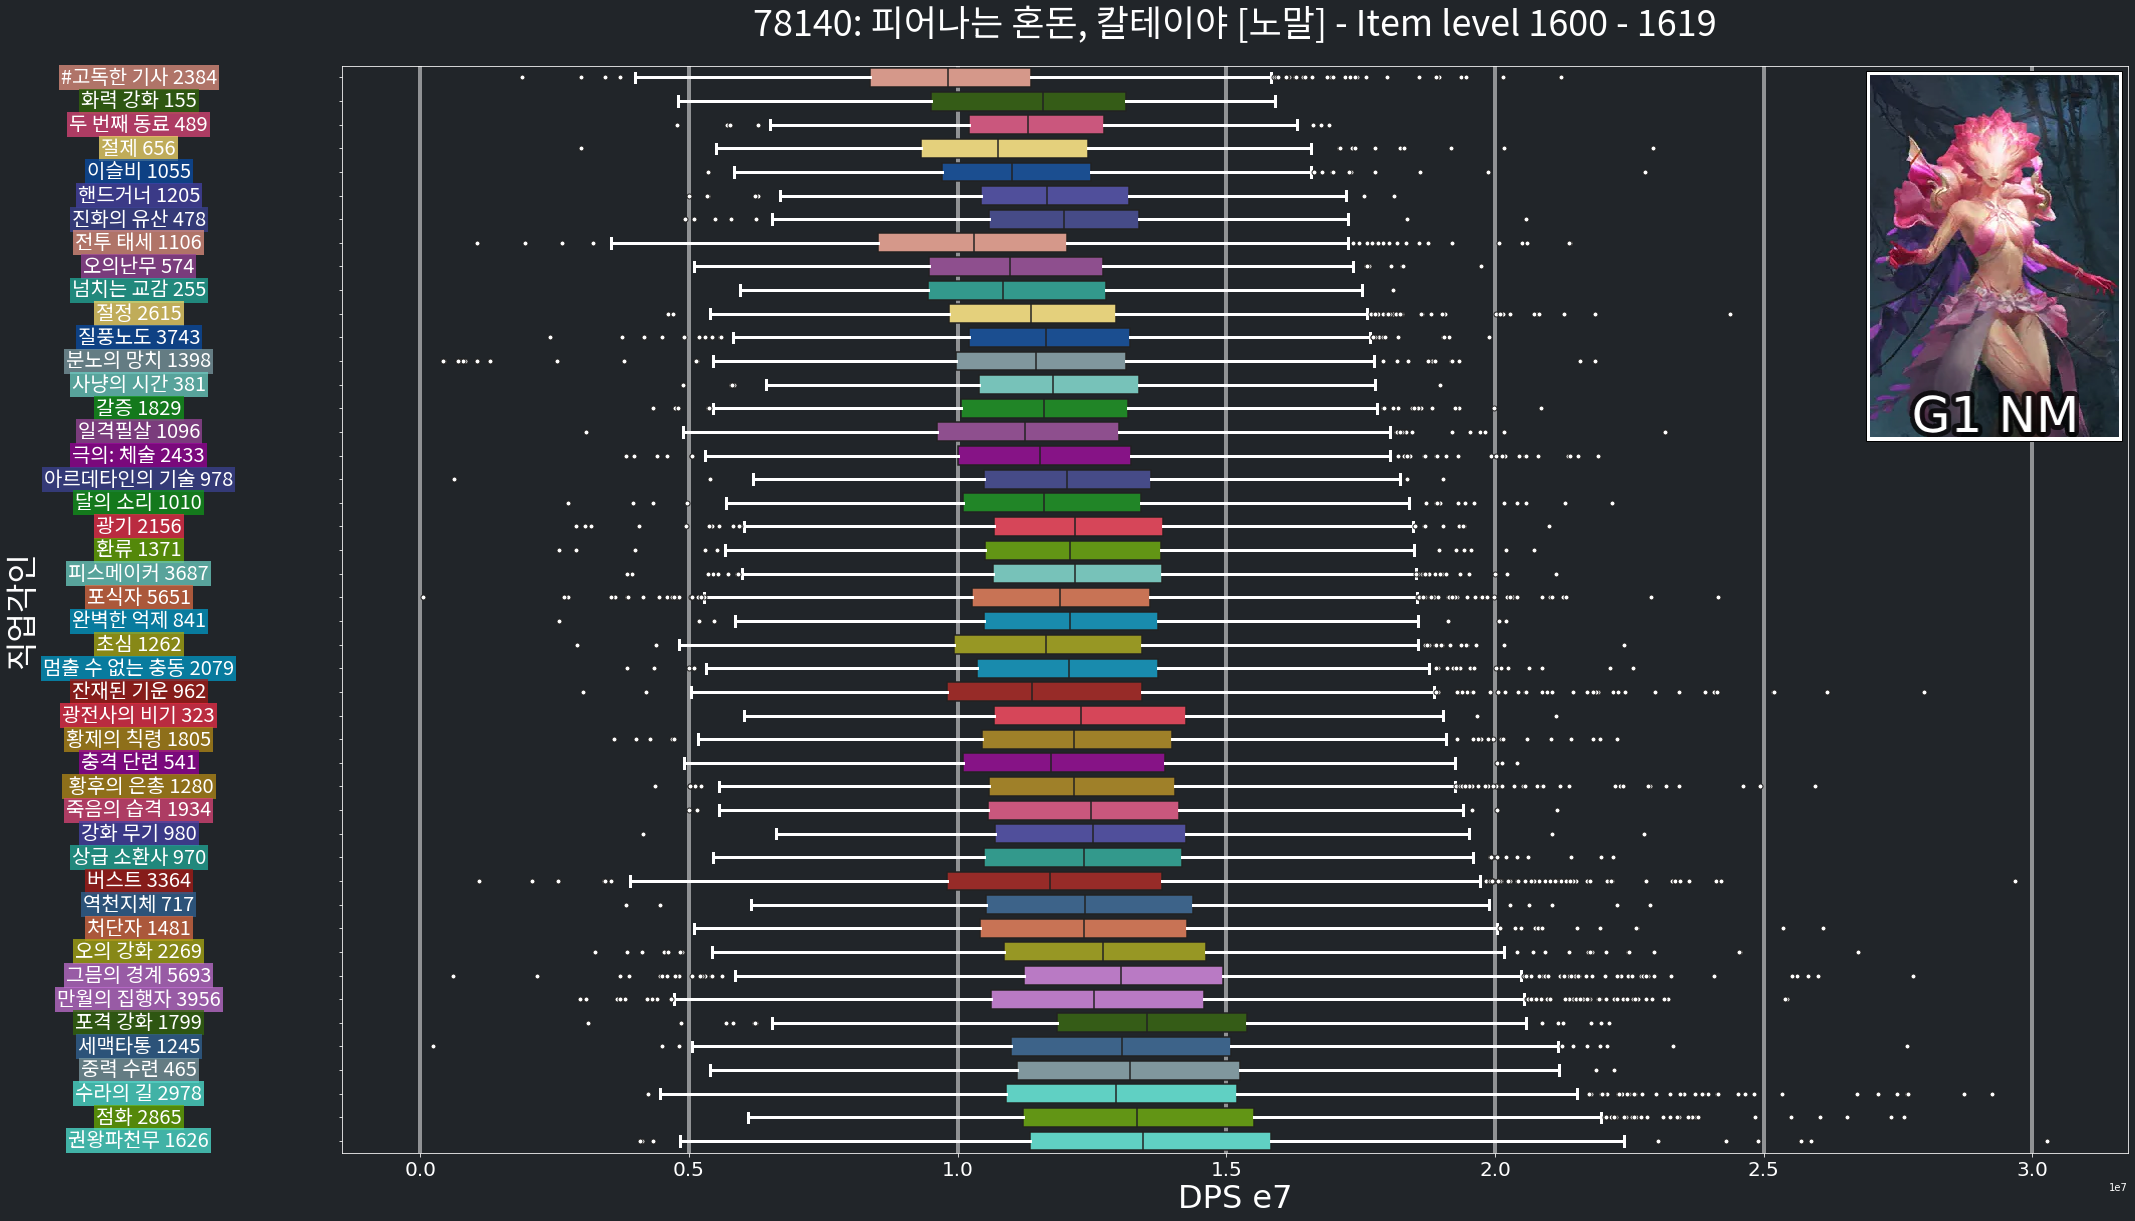 78140: 피어나는 혼돈, 칼테이야 [노말] - Item level 1600 - 1619
#고독한 기사 2384
화력 강화 155
두 번째 동료 489
절제 656
이슬비 1055
핸드거너 1205
진화의 유산 478
전투 태세 1106
오의난무 574
넘치는 교감 255
절정 2615
질풍노도 3743
분노의 망치 1398
사냥의 시간 381
갈증 1829
일격필살 1096
극의: 체술 2433
아르데타인의 기술 978
달의 소리 1010
광기 2156
환류 1371
피스메이커 3687
포식자 5651
완벽한 억제 841
초심 1262
멈출 수 없는 충동 2079
잔재된 기운 962
광전사의 비기 323
황제의 칙령 1805
충격 단련 541
황후의 은총 1280
죽음의 습격 1934
강화 무기 980
상급 소환사 970
버스트 3364
역천지체 717
처단자 1481
오의 강화 2269
그믐의 경계 5693
만월의 집행자 3956
포격 강화 1799
세맥타통 1245
중력 수련 465
수라의 길 2978
점화 2865
권왕파천무 1626
직업각인
G1 NM
0.0 0.5 1.0 1.5 2.0 2.5 3.0
DPS e7
1e7